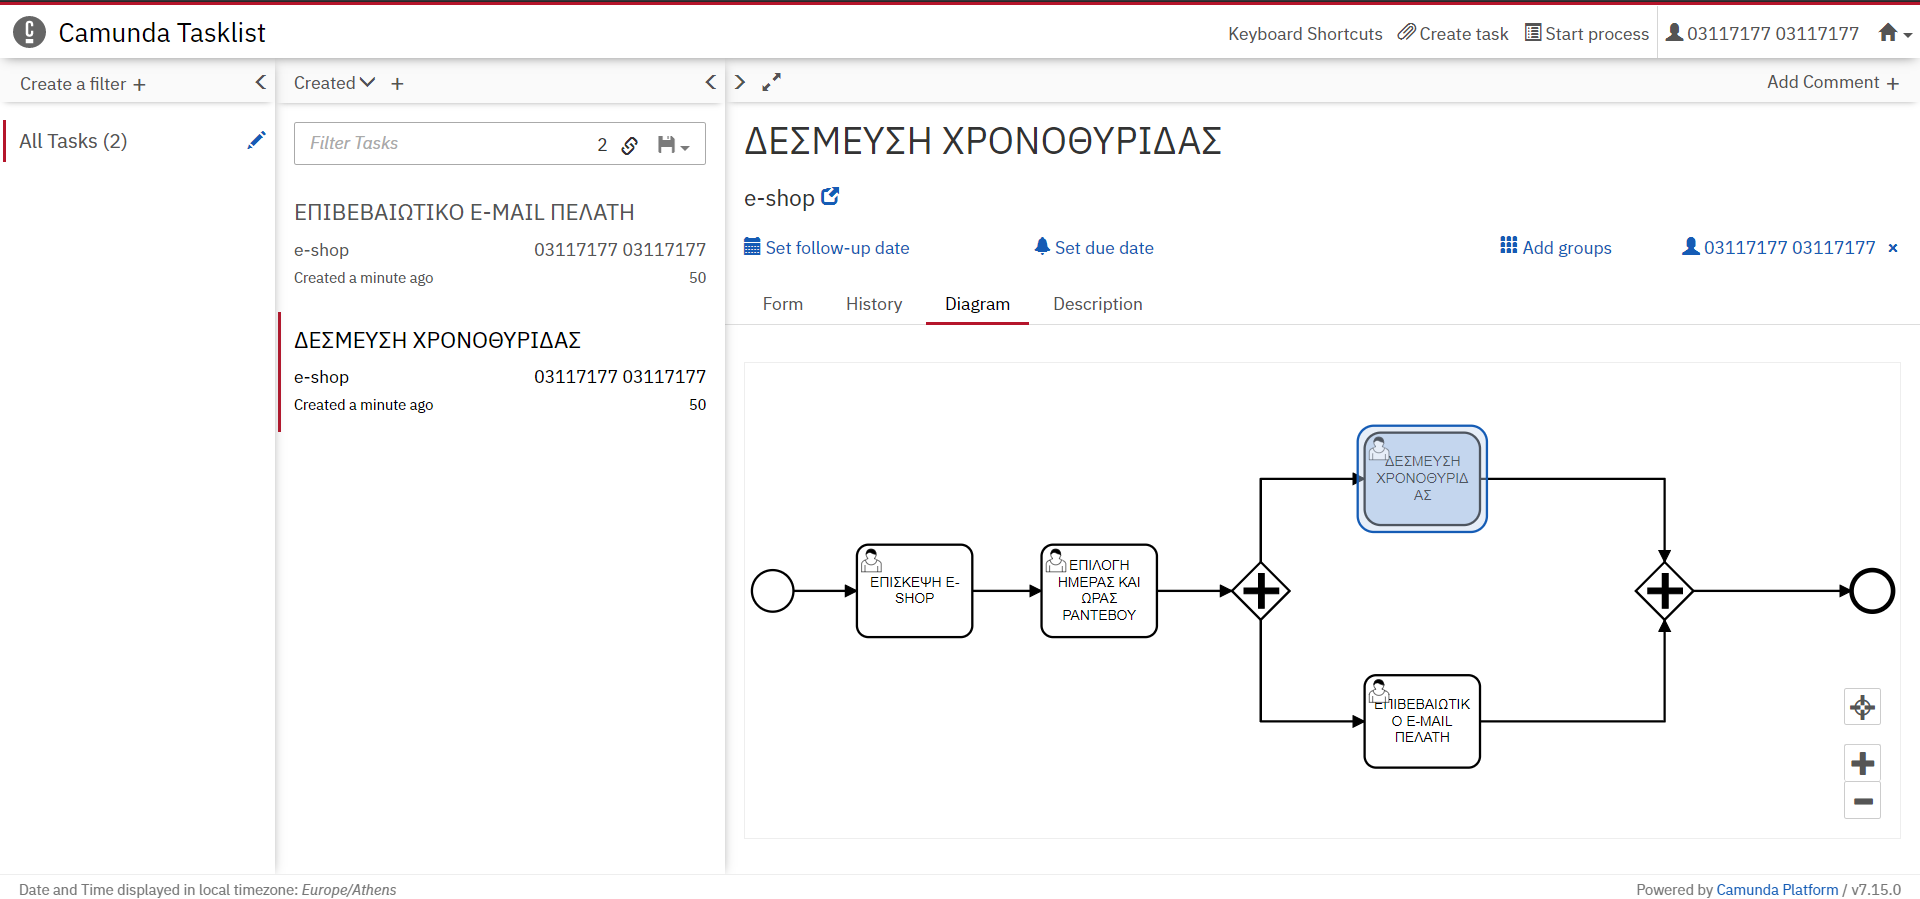 Camunda Tasklist
Keyboard Shortcuts Create task Start process 03117177 03117177
Create a filter +
Created +
Add Comment +
All Tasks (2)
Filter Tasks 2
ΕΠΙΒΕΒΑΙΩΤΙΚΟ E-MAIL ΠΕΛΑΤΗ
e-shop 03117177 03117177
Created a minute ago 50
ΔΕΣΜΕΥΣΗ ΧΡΟΝΟΘΥΡΙΔΑΣ
e-shop 03117177 03117177
Created a minute ago 50
ΔΕΣΜΕΥΣΗ ΧΡΟΝΟΘΥΡΙΔΑΣ
e-shop
Set follow-up date Set due date Add groups 03117177 03117177 ×
Form History Diagram Description
ΔΕΣΜΕΥΣΗ
ΧΡΟΝΟΘΥΡΙΔ
ΑΣ
ΕΠΙΣΚΕΨΗ E-
SHOP
ΕΠΙΛΟΓΗ
ΗΜΕΡΑΣ ΚΑΙ
ΩΡΑΣ
ΡΑΝΤΕΒΟΥ
ΕΠΙΒΕΒΑΙΩΤΙΚ
Ο E-MAIL
ΠΕΛΑΤΗ
Date and Time displayed in local timezone: Europe/Athens
Powered by Camunda Platform / v7.15.0